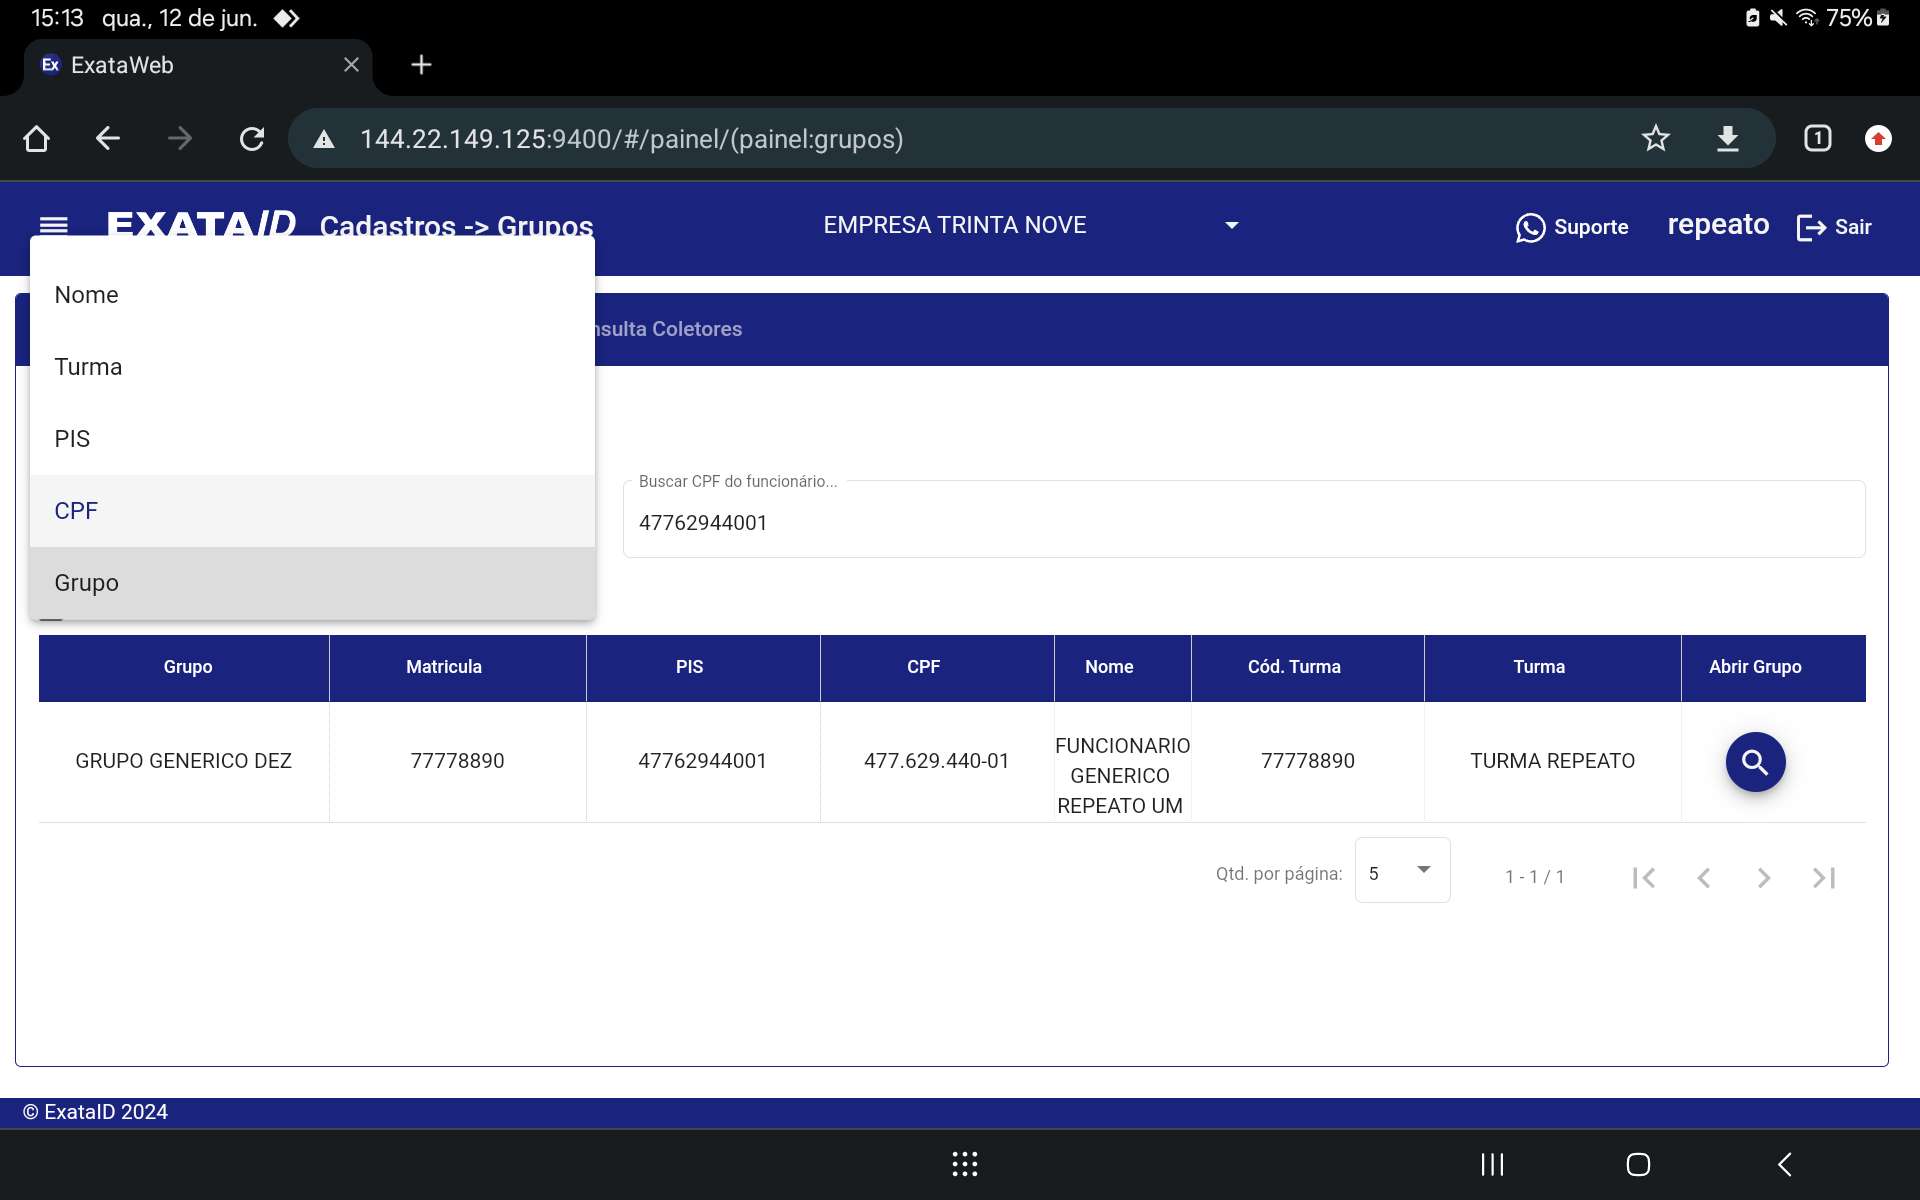 15:13 qua., 12 de jun.
75%
Ex ExataWeb
144.22.149.125:9400/#/painel/(painel:grupos)
1
EXATAID Cadastros -> Grupos
EMPRESA TRINTA NOVE
Suporte
repeato
Sair
Nome
Turma
PIS
CPF
Grupo
nsulta Coletores
Buscar CPF do funcionário...
47762944001
Grupo Matricula PIS CPF Nome Cód. Turma Turma Abrir Grupo
GRUPO GENERICO DEZ 77778890 47762944001 477.629.440-01 FUNCIONARIO GENERICO REPEATO UM 77778890 TURMA REPEATO
Qtd. por página: 5 1 - 1 / 1
© ExataID 2024